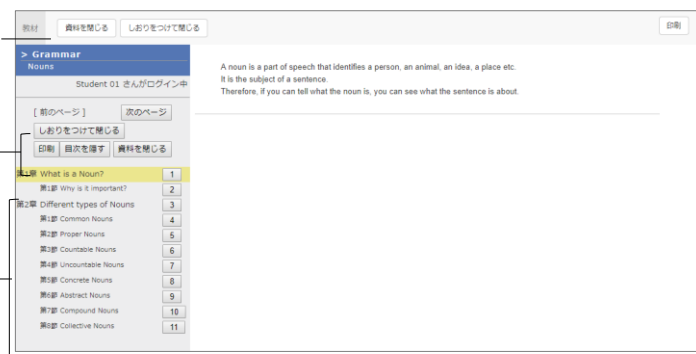 教材 資料を閉じる しおりをつけて閉じる 印刷
> Grammar
Nouns
Student 01 さんがログイン中
[ 前のページ ] 次のページ
しおりをつけて閉じる
印刷 目次を隠す 資料を閉じる
第1章 What is a Noun? 1
第1節 Why is it important? 2
第2章 Different types of Nouns 3
第1節 Common Nouns 4
第2節 Proper Nouns 5
第3節 Countable Nouns 6
第4節 Uncountable Nouns 7
第5節 Concrete Nouns 8
第6節 Abstract Nouns 9
第7節 Compound Nouns 10
第8節 Collective Nouns 11
A noun is a part of speech that identifies a person, an animal, an idea, a place etc.
It is the subject of a sentence.
Therefore, if you can tell what the noun is, you can see what the sentence is about.